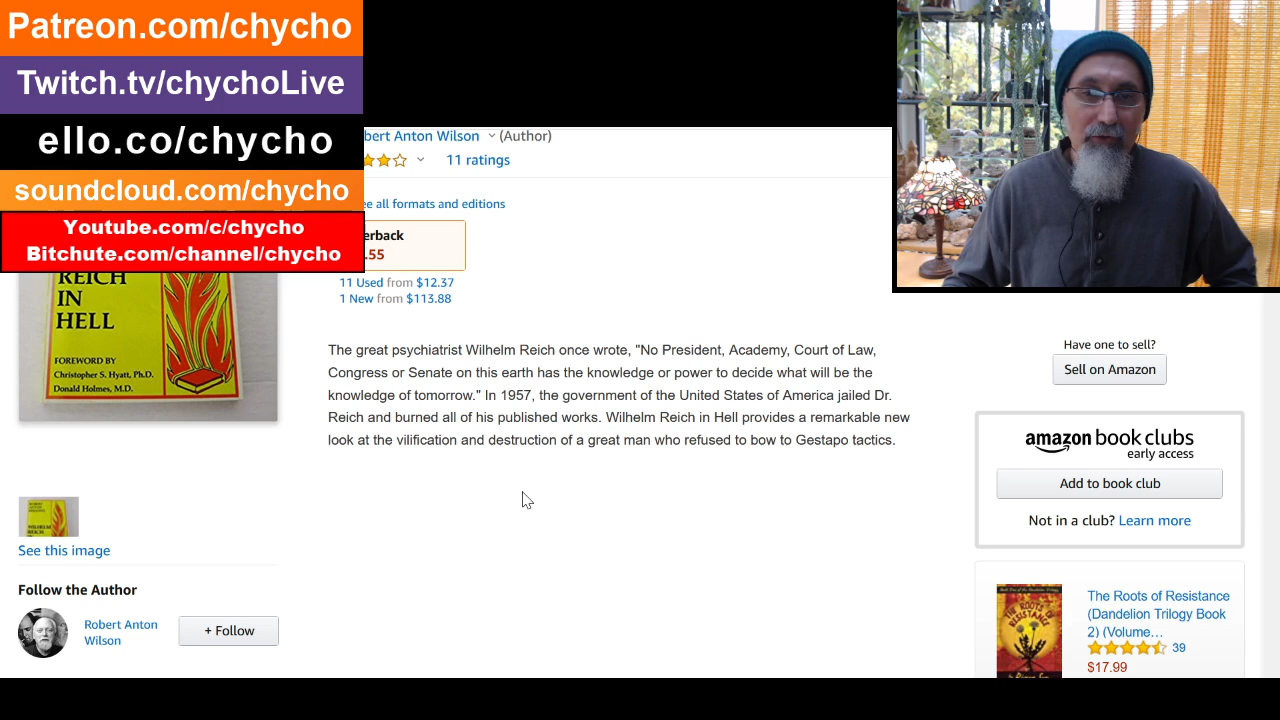 Patreon.com/chycho
Twitch.tv/chychoLive
ello.co/chycho
soundcloud.com/chycho
Youtube.com/c/chycho
Bitchute.com/channel/chycho
bert Anton Wilson (Author)
11 ratings
ee all formats and editions
erback
.55
11 Used from $12.37
1 New from $113.88
REICH
IN
HELL
FOREWORD BY
Christopher S. Hyatt, Ph.D.
Donald Holmes, M.D.
The great psychiatrist Wilhelm Reich once wrote, "No President, Academy, Court of Law,
Congress or Senate on this earth has the knowledge or power to decide what will be the
knowledge of tomorrow." In 1957, the government of the United States of America jailed Dr.
Reich and burned all of his published works. Wilhelm Reich in Hell provides a remarkable new
look at the vilification and destruction of a great man who refused to bow to Gestapo tactics.
See this image
Follow the Author
Robert Anton
Wilson
+ Follow
Have one to sell?
Sell on Amazon
amazon book clubs
early access
Add to book club
Not in a club? Learn more
THE ROOTS OF
RESISTANCE
The Roots of Resistance
(Dandelion Trilogy Book
2) (Volume…
39
$17.99